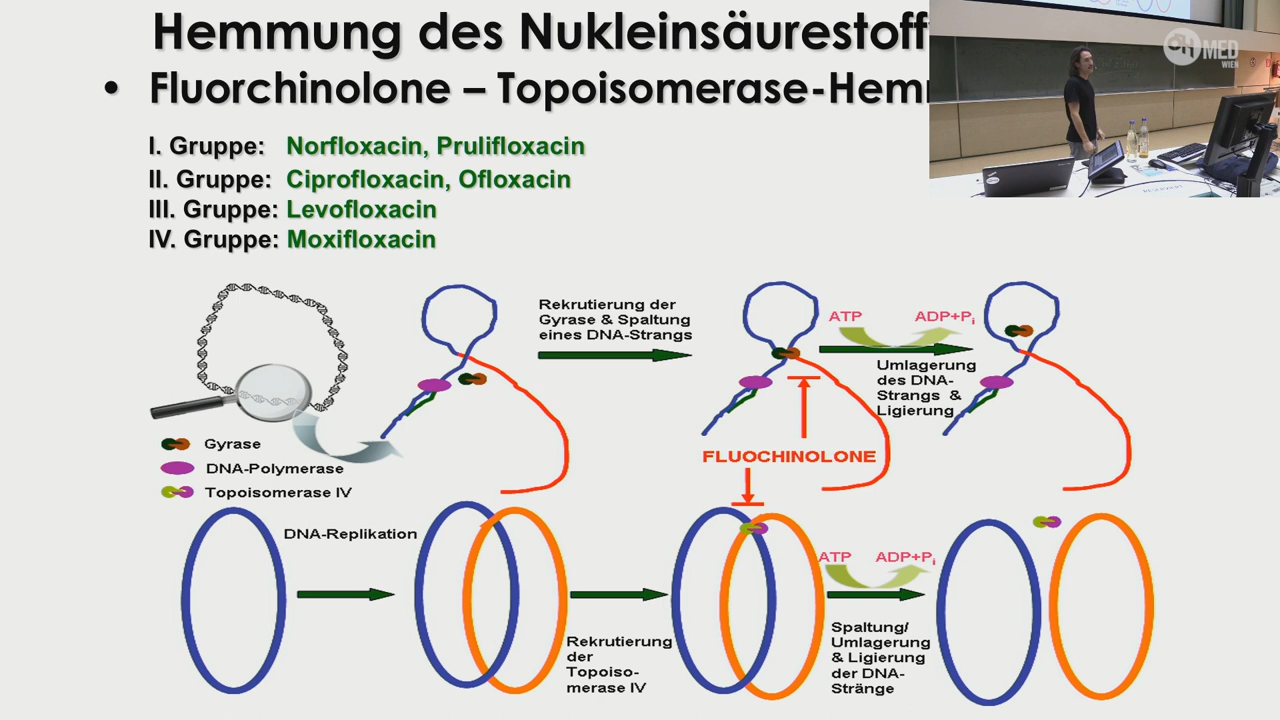 Hemmung des Nukleinsäurestoff
• Fluorchinolone – Topoisomerase-Hem
I. Gruppe: Norfloxacin, Prulifloxacin
II. Gruppe: Ciprofloxacin, Ofloxacin
III. Gruppe: Levofloxacin
IV. Gruppe: Moxifloxacin
ÖH MED
WIEN
Rekrutierung der
Gyrase & Spaltung
eines DNA-Strangs
ATP
ADP+Pi
Umlagerung
des DNA-
Strangs &
Ligierung
Gyrase
DNA-Polymerase
Topoisomerase IV
FLUOCHINOLONE
DNA-Replikation
Rekrutierung
der
Topoiso-
merase IV
ATP
ADP+Pi
Spaltung/
Umlagerung
& Ligierung
der DNA-
Stränge